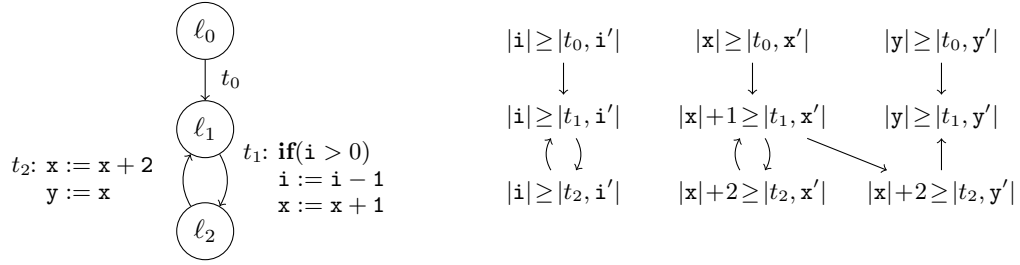 ℓ₀
t₀
ℓ₁
t₂: x := x + 2
y := x
t₁: if(i > 0)
i := i − 1
x := x + 1
ℓ₂
|i| ≥ |t₀, i′| |x| ≥ |t₀, x′| |y| ≥ |t₀, y′|
|i| ≥ |t₁, i′| |x|+1 ≥ |t₁, x′| |y| ≥ |t₁, y′|
|i| ≥ |t₂, i′| |x|+2 ≥ |t₂, x′| |x|+2 ≥ |t₂, y′|